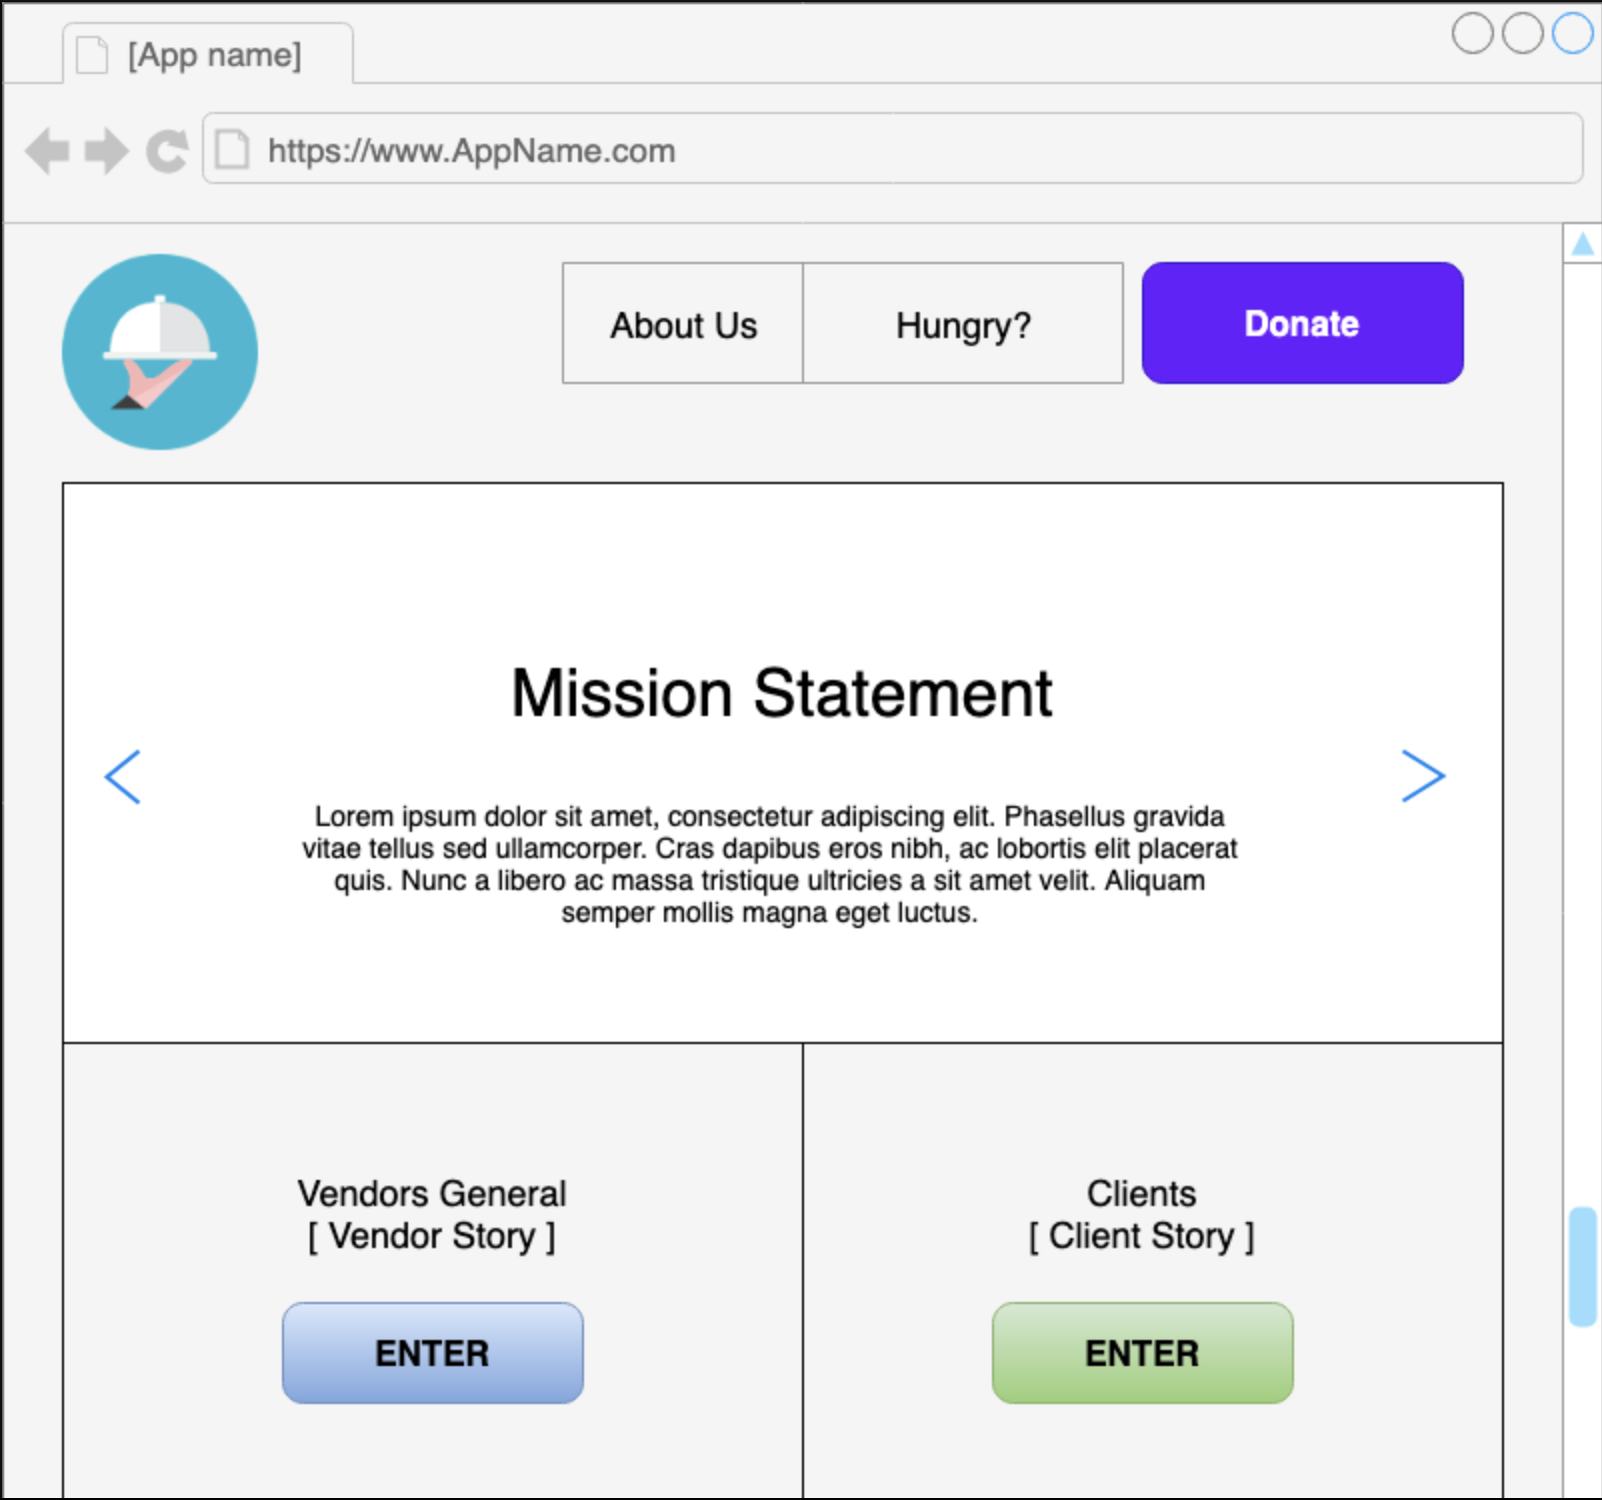 [App name]
https://www.AppName.com
About Us
Hungry?
Donate
Mission Statement
Lorem ipsum dolor sit amet, consectetur adipiscing elit. Phasellus gravida
vitae tellus sed ullamcorper. Cras dapibus eros nibh, ac lobortis elit placerat
quis. Nunc a libero ac massa tristique ultricies a sit amet velit. Aliquam
semper mollis magna eget luctus.
Vendors General
[ Vendor Story ]
ENTER
Clients
[ Client Story ]
ENTER